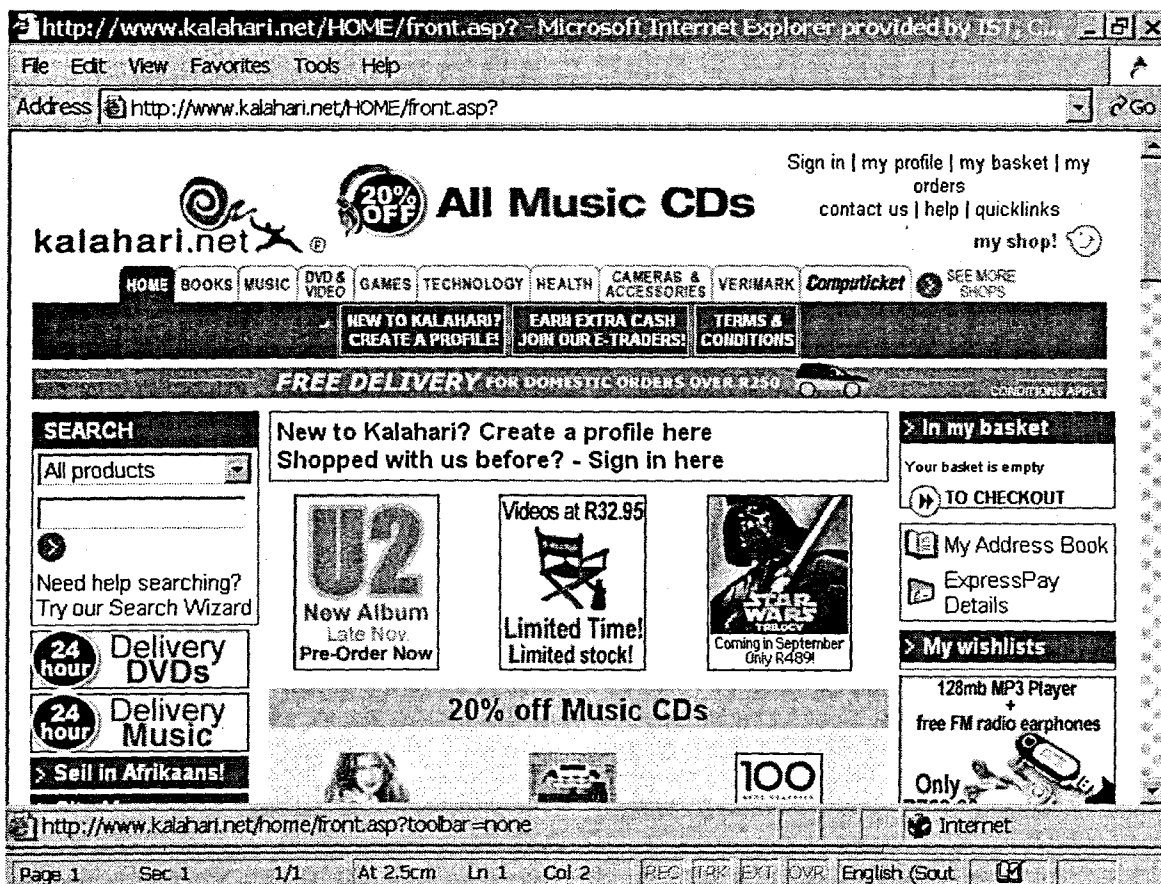 http://www.kalahari.net/HOME/front.asp? - Microsoft Internet Explorer provided by IST, C...
File Edit View Favorites Tools Help
Address http://www.kalahari.net/HOME/front.asp? Go
Sign in | my profile | my basket | my
orders
contact us | help | quicklinks
my shop!
kalahari.net ®
20% OFF
All Music CDs
HOME BOOKS MUSIC DVD & VIDEO GAMES TECHNOLOGY HEALTH CAMERAS & ACCESSORIES VERIMARK Computicket SEE MORE SHOPS
NEW TO KALAHARI? CREATE A PROFILE!
EARN EXTRA CASH JOIN OUR E-TRADERS!
TERMS & CONDITIONS
FREE DELIVERY FOR DOMESTIC ORDERS OVER R250
CONDITIONS APPLY
SEARCH
All products
Need help searching?
Try our Search Wizard
24 hour Delivery DVDs
24 hour Delivery Music
> Seil in Afrikaans!
New to Kalahari? Create a profile here
Shopped with us before? - Sign in here
U2
New Album
Late Nov.
Pre-Order Now
Videos at R32.95
Limited Time!
Limited stock!
STAR WARS
TRILOGY
Coming in September
Only R489!
20% off Music CDs
100
> In my basket
Your basket is empty
TO CHECKOUT
My Address Book
ExpressPay
Details
> My wishlists
128mb MP3 Player
+
free FM radio earphones
Only
http://www.kalahari.net/home/front.asp?toolbar=none
Internet
Page 1 Sec 1 1/1 At 2.5cm Ln 1 Col 2 REC TRK EXT OVR English (Sout